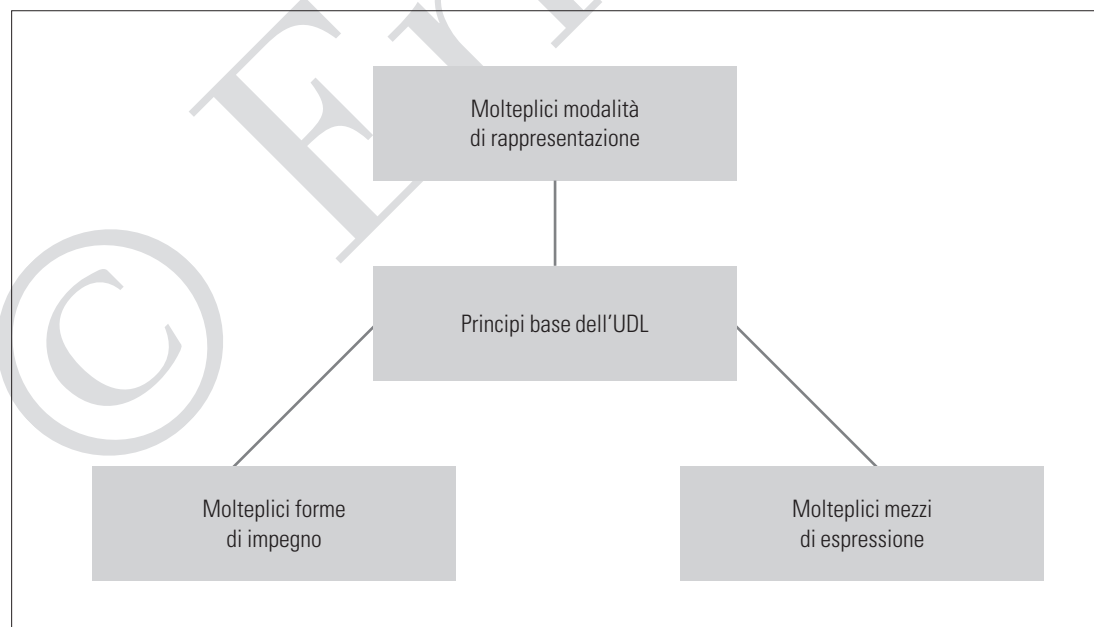 Molteplici modalità
di rappresentazione
Principi base dell’UDL
Molteplici forme
di impegno
Molteplici mezzi
di espressione
©